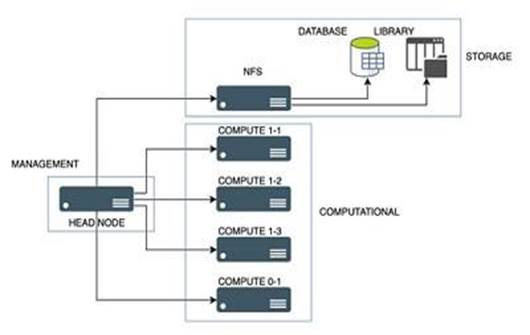 DATABASE
LIBRARY
STORAGE
NFS
COMPUTE 1-1
MANAGEMENT
COMPUTE 1-2
HEAD NODE
COMPUTATIONAL
COMPUTE 1-3
COMPUTE 0-1